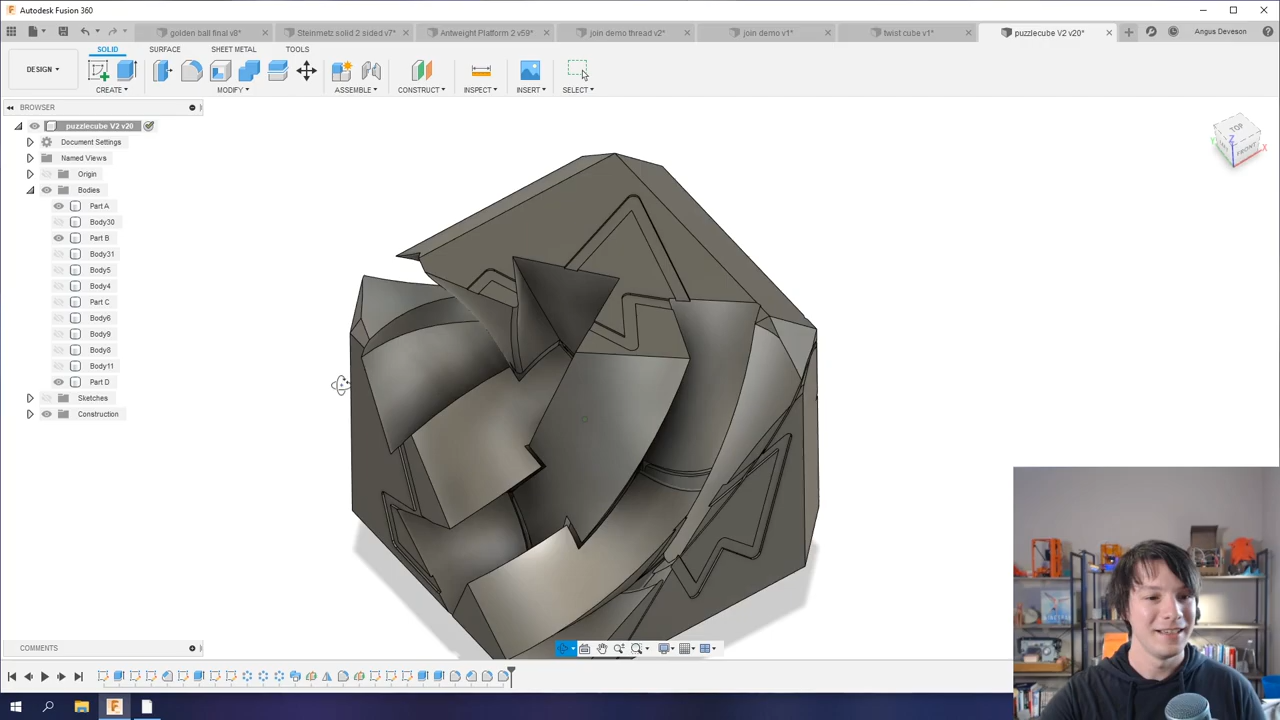 Autodesk Fusion 360
golden ball final v8*
Steinmetz solid 2 sided v7*
Antweight Platform 2 v59*
join demo thread v2*
join demo v1*
twist cube v1*
puzzlecube V2 v20*
Angus Deveson
SOLID
SURFACE
SHEET METAL
TOOLS
DESIGN
CREATE
MODIFY
ASSEMBLE
CONSTRUCT
INSPECT
INSERT
SELECT
BROWSER
puzzlecube V2 v20
Document Settings
Named Views
Origin
Bodies
Part A
Body30
Part B
Body31
Body5
Body4
Part C
Body6
Body9
Body8
Body11
Part D
Sketches
Construction
TOP
FRONT
Z
X
Y
COMMENTS